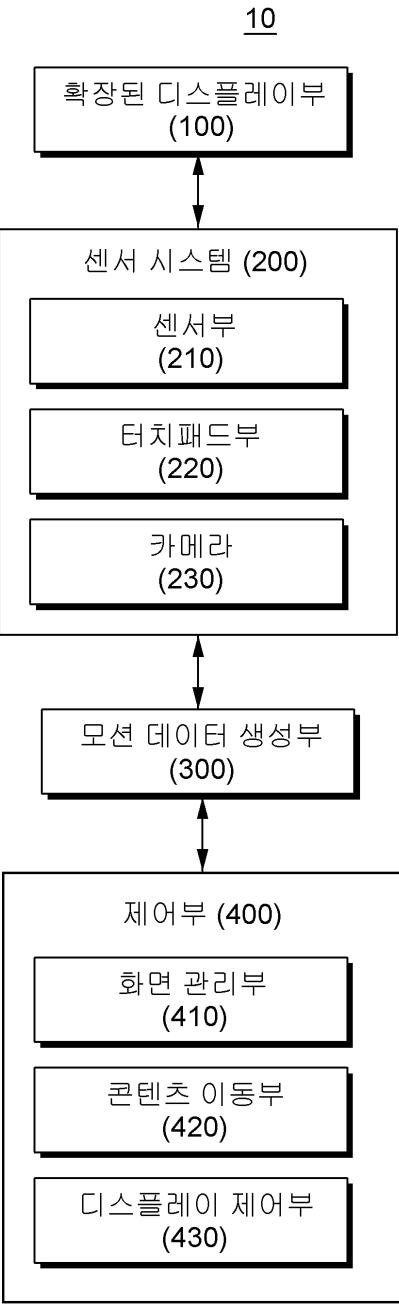 10
확장된 디스플레이부
(100)
센서 시스템 (200)
센서부
(210)
터치패드부
(220)
카메라
(230)
모션 데이터 생성부
(300)
제어부 (400)
화면 관리부
(410)
콘텐츠 이동부
(420)
디스플레이 제어부
(430)